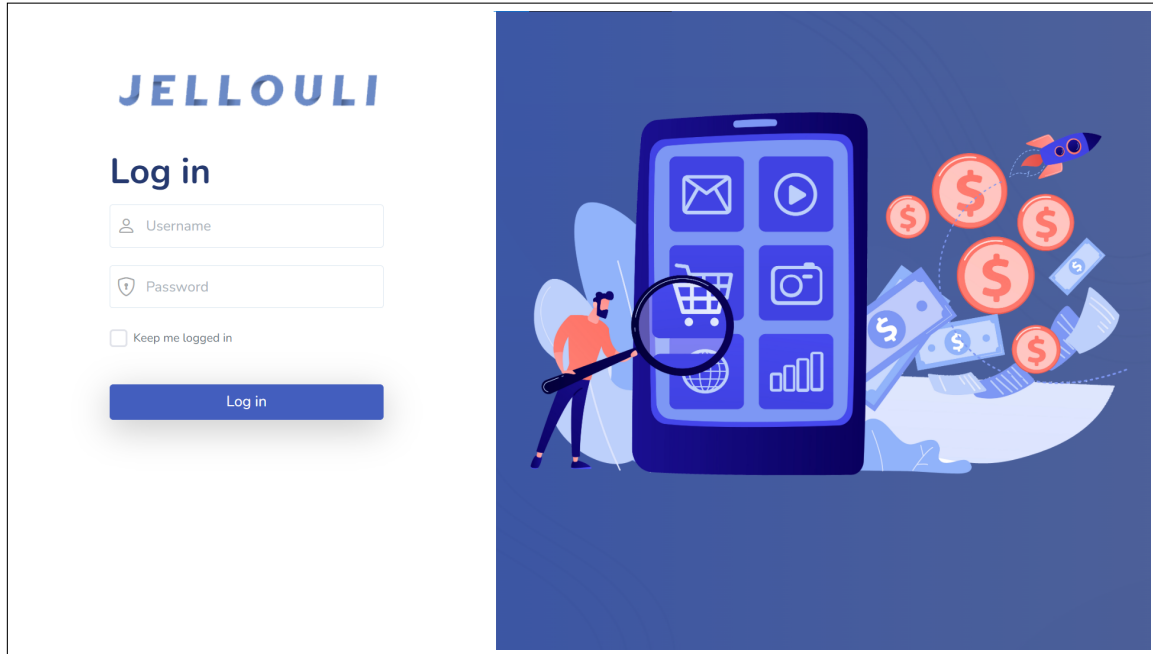 JELLOULI
Log in
Username
Password
Keep me logged in
Log in